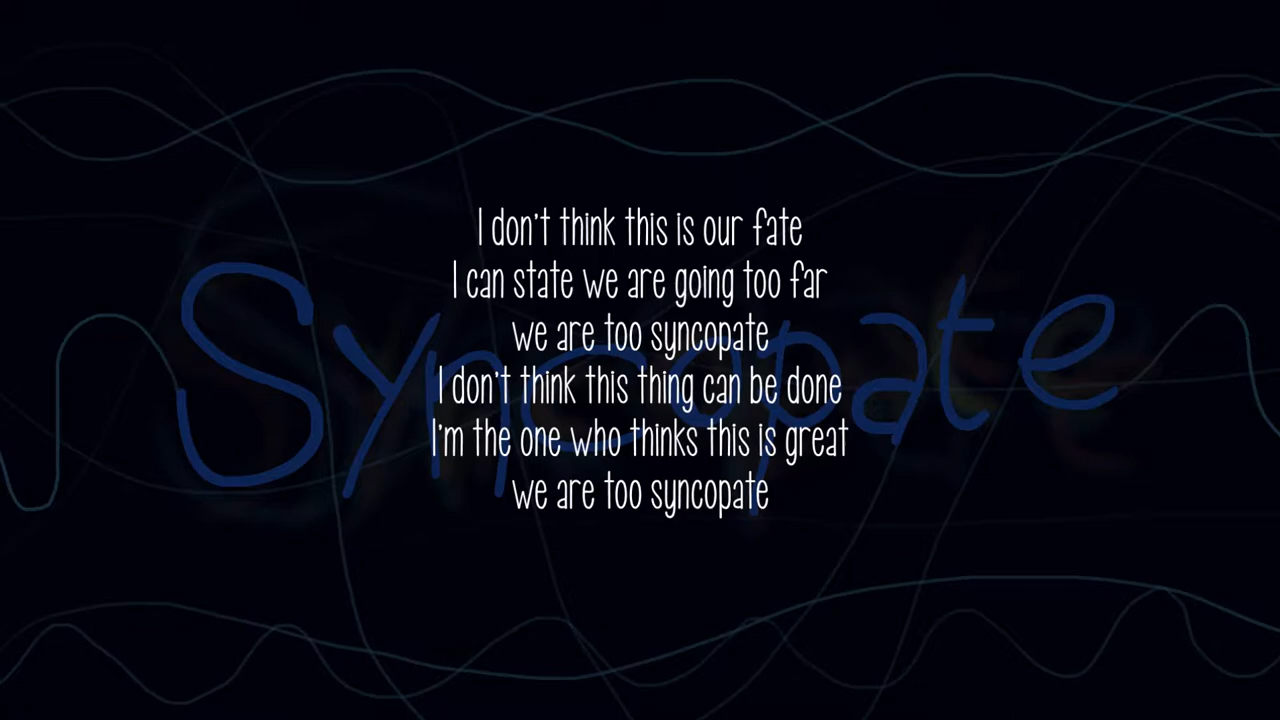 Syncopate
I don't think this is our fate
I can state we are going too far
we are too syncopate
I don't think this thing can be done
I'm the one who thinks this is great
we are too syncopate